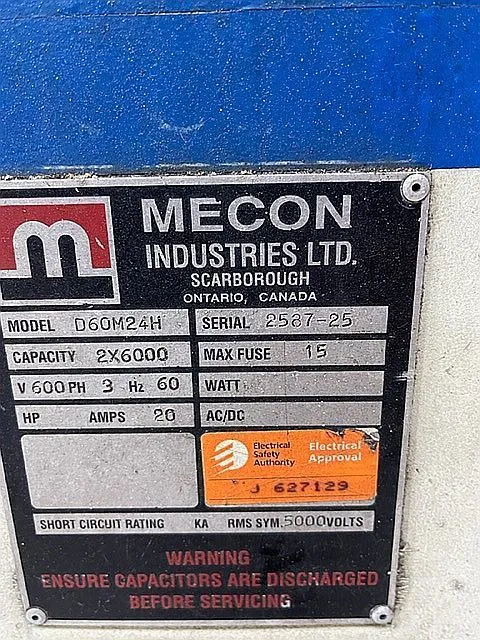 m
MECON
INDUSTRIES LTD.
SCARBOROUGH
ONTARIO, CANADA
MODEL D60M24H SERIAL 2587-25
CAPACITY 2X6000 MAX FUSE 15
V 600 PH 3 Hz 60 WATT
HP AMPS 20 AC/DC
Electrical Safety Authority
Electrical Approval
J 627129
SHORT CIRCUIT RATING KA RMS SYM. 5000VOLTS
WARNING
ENSURE CAPACITORS ARE DISCHARGED
BEFORE SERVICING